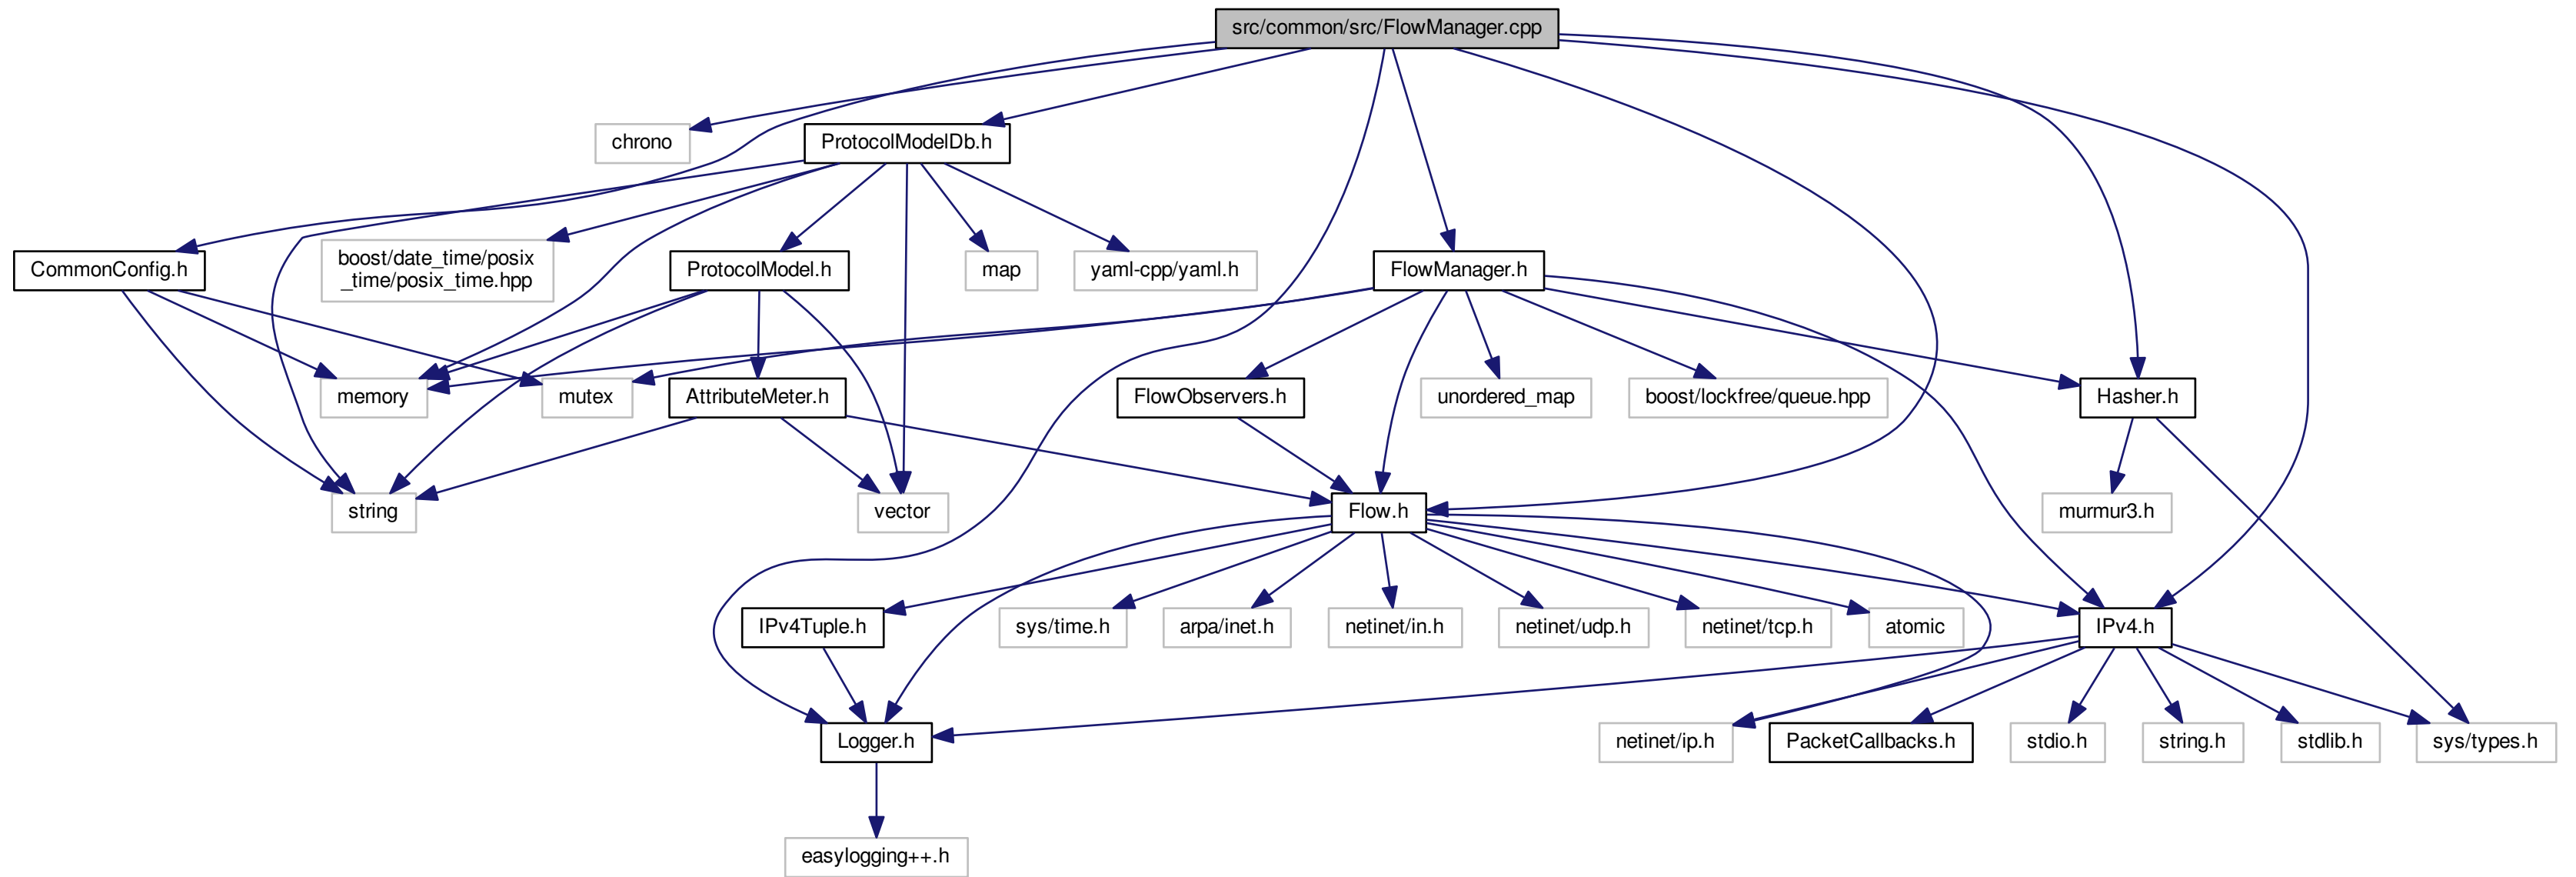 src/common/src/FlowManager.cpp
chrono
ProtocolModelDb.h
CommonConfig.h
boost/date_time/posix
_time/posix_time.hpp
ProtocolModel.h
map
yaml-cpp/yaml.h
FlowManager.h
memory
mutex
AttributeMeter.h
FlowObservers.h
unordered_map
boost/lockfree/queue.hpp
Hasher.h
string
vector
Flow.h
murmur3.h
IPv4Tuple.h
sys/time.h
arpa/inet.h
netinet/in.h
netinet/udp.h
netinet/tcp.h
atomic
IPv4.h
Logger.h
netinet/ip.h
PacketCallbacks.h
stdio.h
string.h
stdlib.h
sys/types.h
easylogging++.h